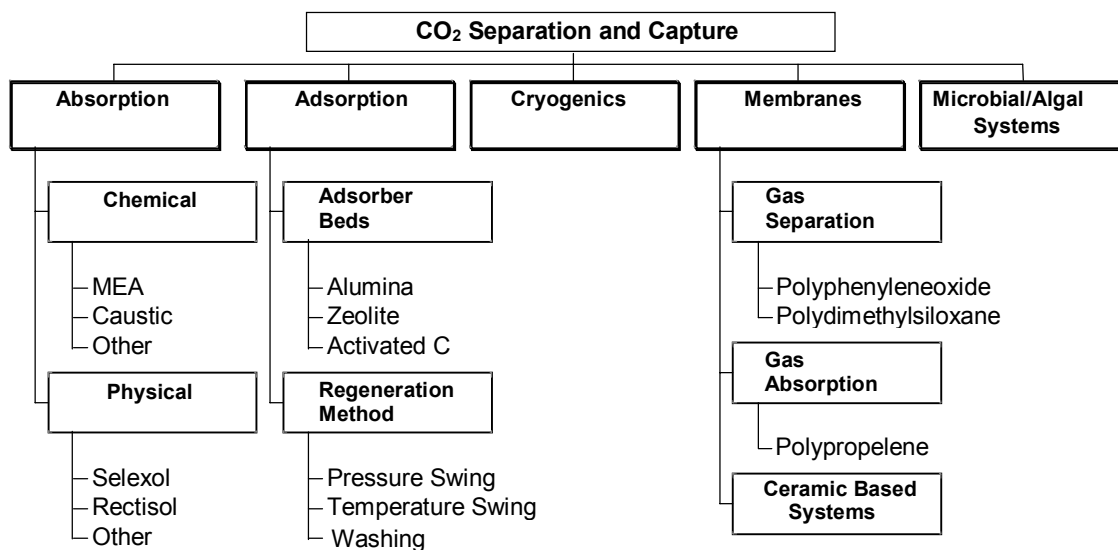 CO₂ Separation and Capture
Absorption
Adsorption
Cryogenics
Membranes
Microbial/Algal
Systems
Chemical
MEA
Caustic
Other
Physical
Selexol
Rectisol
Other
Adsorber
Beds
Alumina
Zeolite
Activated C
Regeneration
Method
Pressure Swing
Temperature Swing
Washing
Gas
Separation
Polyphenyleneoxide
Polydimethylsiloxane
Gas
Absorption
Polypropelene
Ceramic Based
Systems